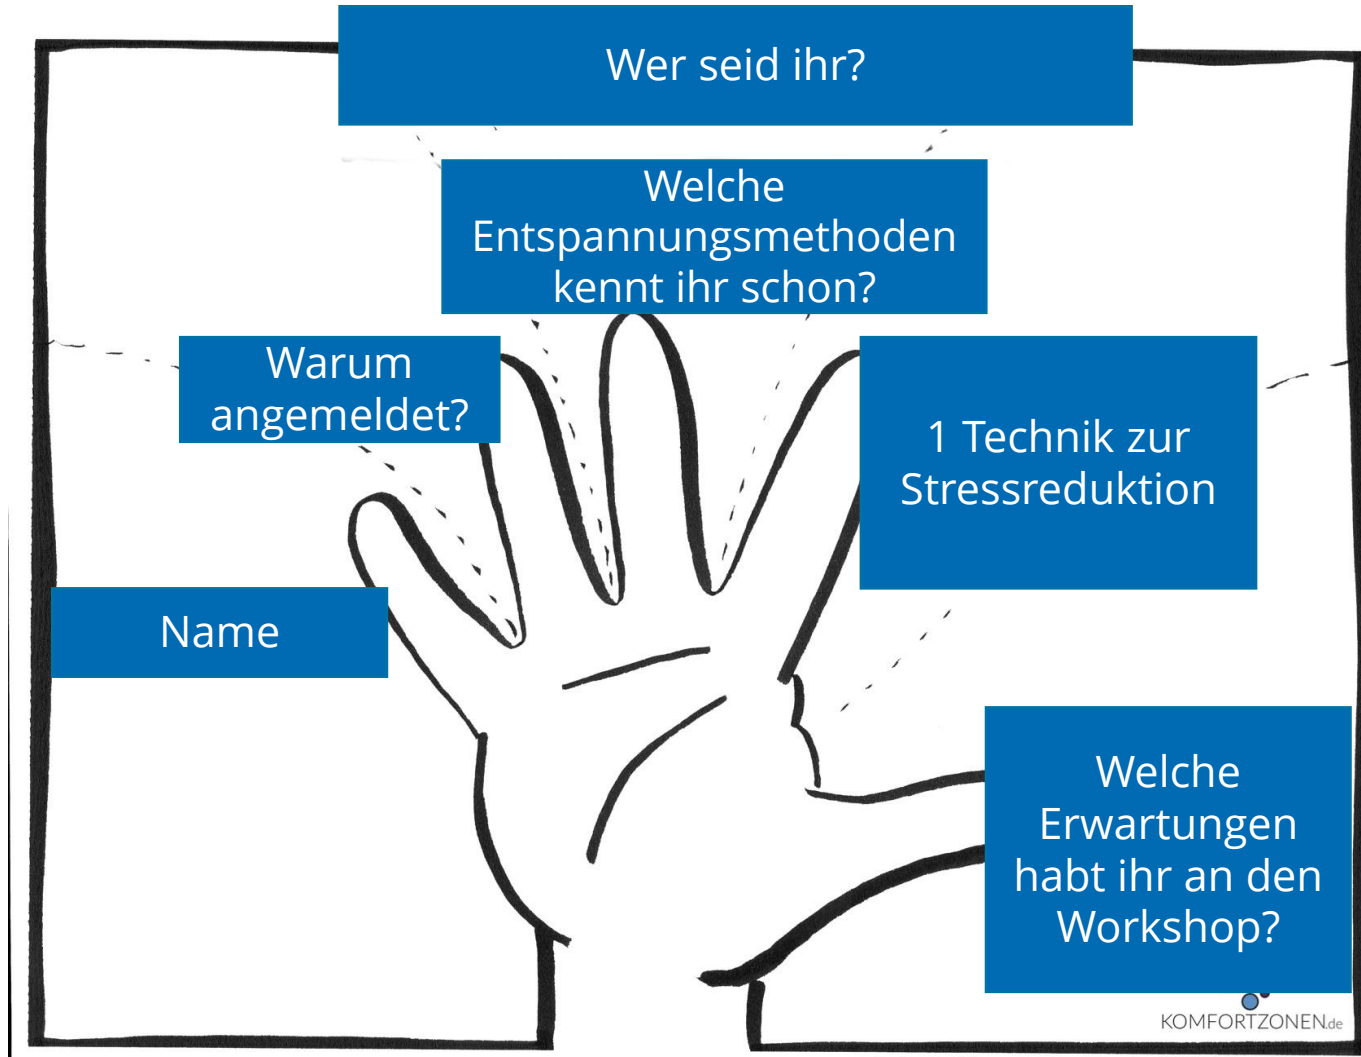 Wer seid ihr?
Welche
Entspannungsmethoden
kennt ihr schon?
Warum
angemeldet?
1 Technik zur
Stressreduktion
Name
Welche
Erwartungen
habt ihr an den
Workshop?
KOMFORTZONEN.de